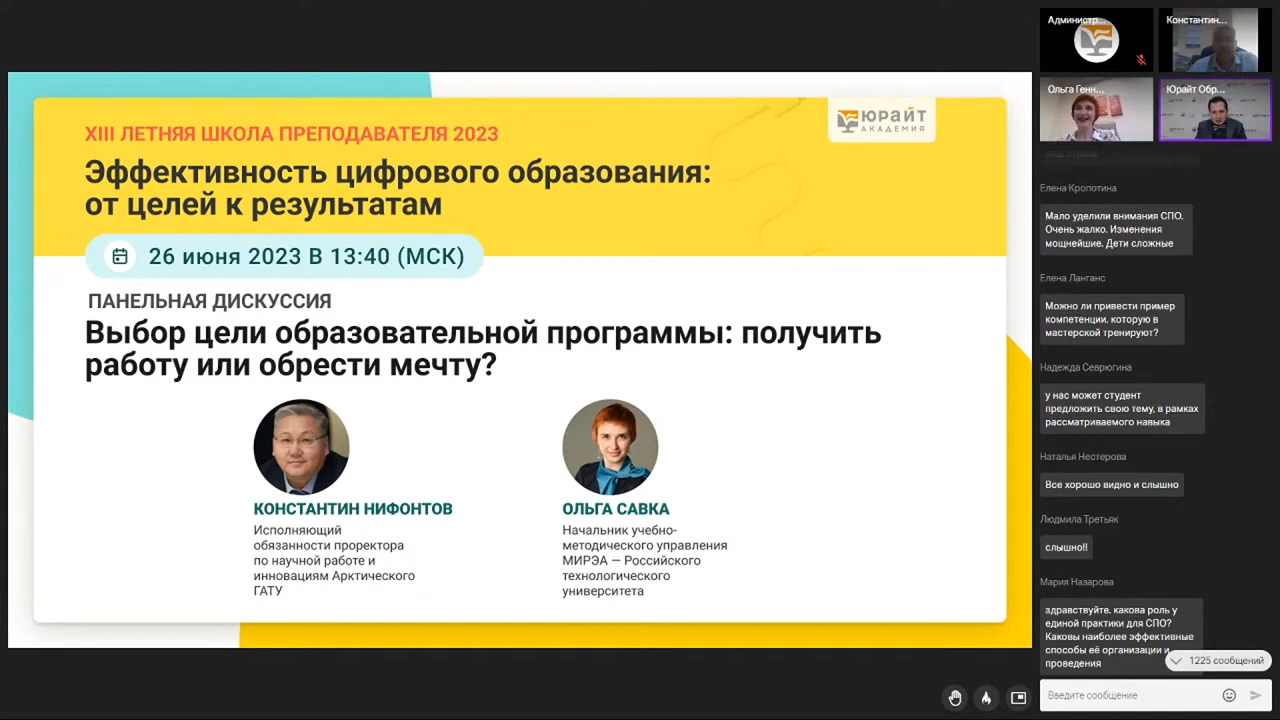 XIII ЛЕТНЯЯ ШКОЛА ПРЕПОДАВАТЕЛЯ 2023
ЮРАЙТ
АКАДЕМИЯ
Эффективность цифрового образования:
от целей к результатам
26 июня 2023 В 13:40 (МСК)
ПАНЕЛЬНАЯ ДИСКУССИЯ
Выбор цели образовательной программы: получить
работу или обрести мечту?
КОНСТАНТИН НИФОНТОВ
Исполняющий
обязанности проректора
по научной работе и
инновациям Арктического
ГАТУ
ОЛЬГА САВКА
Начальник учебно-
методического управления
МИРЭА — Российского
технологического
университета
Админист...
Константин...
Ольга Генн...
Юрайт Обр...
Елена Кропотина
Мало уделили внимания СПО.
Очень жалко. Изменения
мощнейшие. Дети сложные
Елена Ланганс
Можно ли привести пример
компетенции, которую в
мастерской тренируют?
Надежда Севрюгина
у нас может студент
предложить свою тему, в рамках
рассматриваемого навыка
Наталья Нестерова
Все хорошо видно и слышно
Людмила Третьяк
слышно!!
Мария Назарова
здравствуйте. какова роль у
единой практики для СПО?
Каковы наиболее эффективные
способы её организации и
проведения
1225 сообщений
Введите сообщение